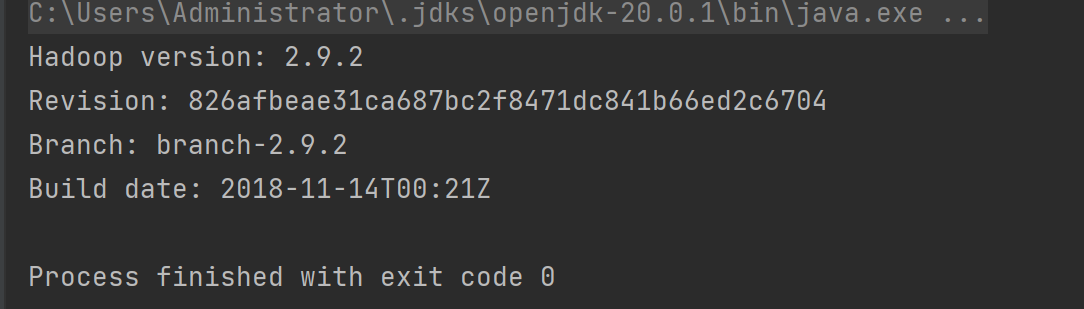 C:\Users\Administrator\.jdks\openjdk-20.0.1\bin\java.exe ...
Hadoop version: 2.9.2
Revision: 826afbeae31ca687bc2f8471dc841b66ed2c6704
Branch: branch-2.9.2
Build date: 2018-11-14T00:21Z
Process finished with exit code 0